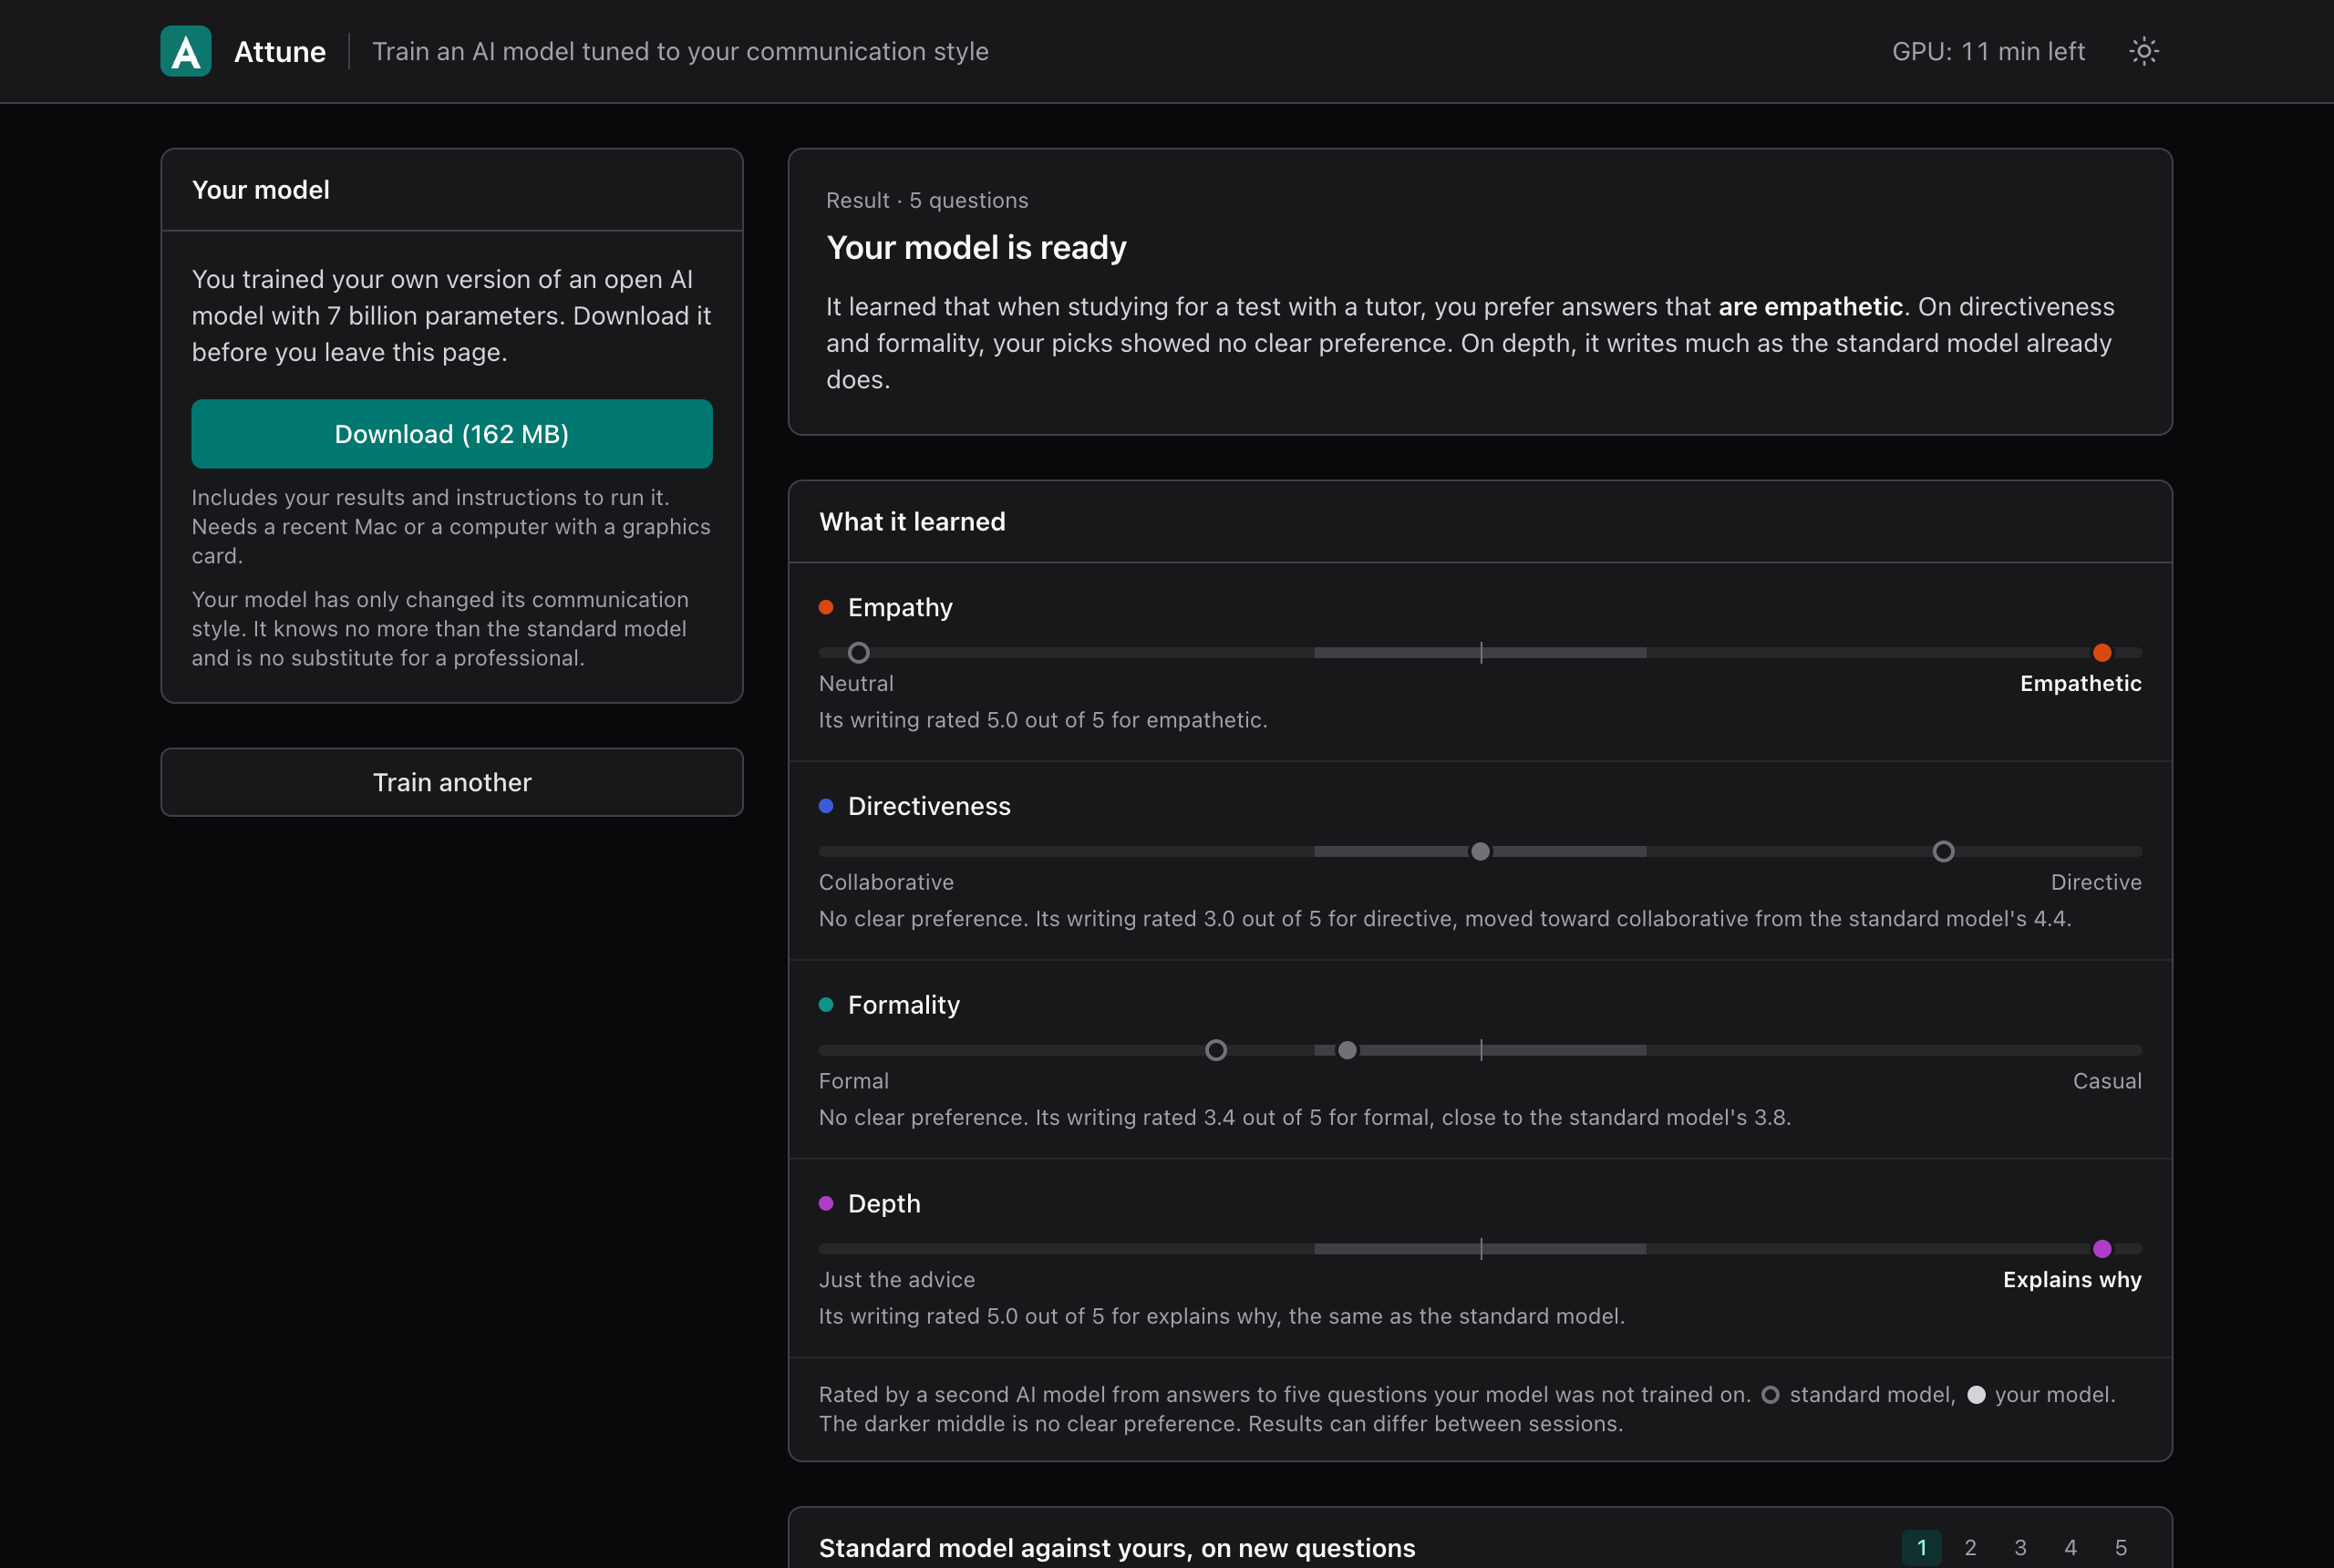 Attune
Train an AI model tuned to your communication style
GPU: 11 min left
Your model
You trained your own version of an open AI
model with 7 billion parameters. Download it
before you leave this page.
Download (162 MB)
Includes your results and instructions to run it.
Needs a recent Mac or a computer with a graphics
card.
Your model has only changed its communication
style. It knows no more than the standard model
and is no substitute for a professional.
Train another
Result · 5 questions
Your model is ready
It learned that when studying for a test with a tutor, you prefer answers that are empathetic. On directiveness
and formality, your picks showed no clear preference. On depth, it writes much as the standard model already
does.
What it learned
Empathy
Neutral
Empathetic
Its writing rated 5.0 out of 5 for empathetic.
Directiveness
Collaborative
Directive
No clear preference. Its writing rated 3.0 out of 5 for directive, moved toward collaborative from the standard model's 4.4.
Formality
Formal
Casual
No clear preference. Its writing rated 3.4 out of 5 for formal, close to the standard model's 3.8.
Depth
Just the advice
Explains why
Its writing rated 5.0 out of 5 for explains why, the same as the standard model.
Rated by a second AI model from answers to five questions your model was not trained on. standard model, your model.
The darker middle is no clear preference. Results can differ between sessions.
Standard model against yours, on new questions
1 2 3 4 5